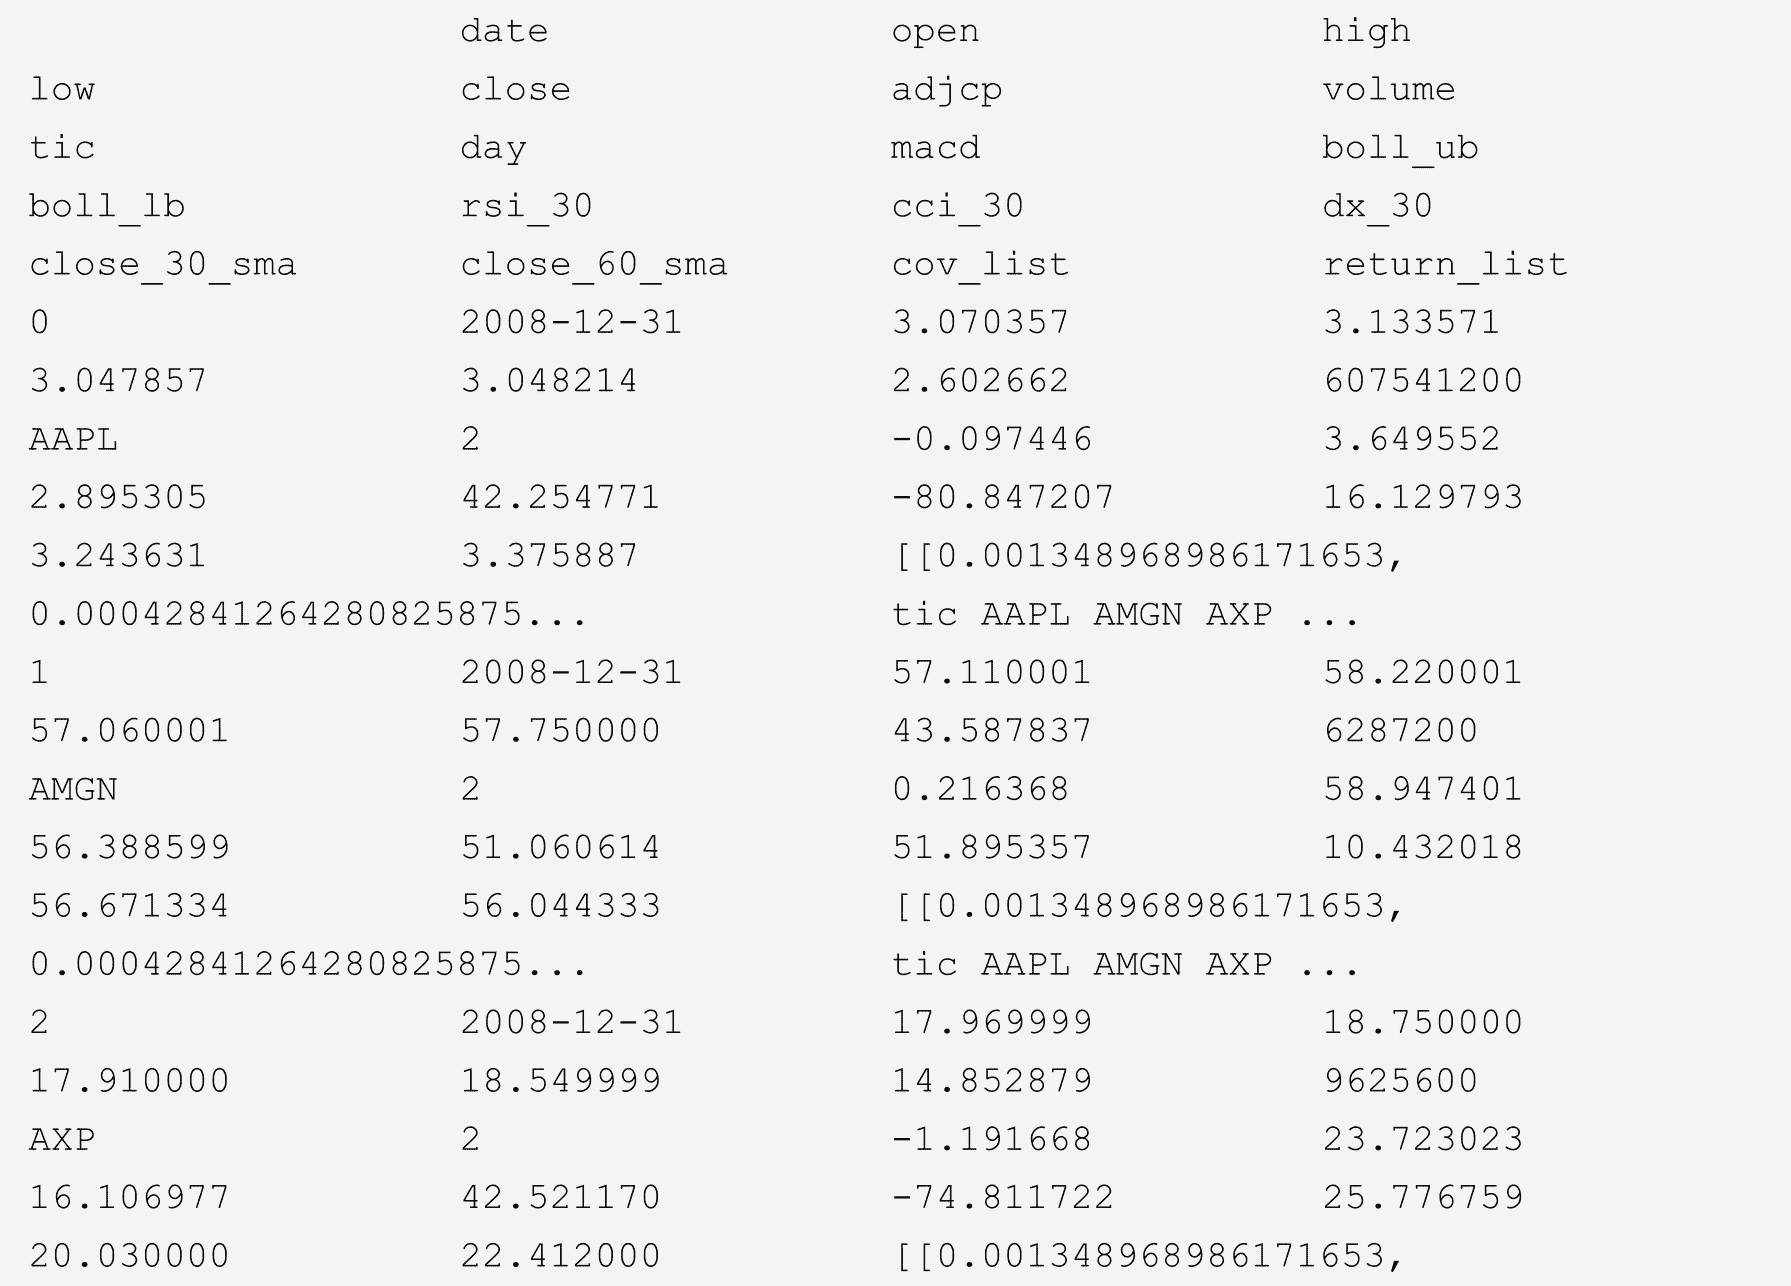 date open high
low close adjcp volume
tic day macd boll_ub
boll_lb rsi_30 cci_30 dx_30
close_30_sma close_60_sma cov_list return_list
0 2008-12-31 3.070357 3.133571
3.047857 3.048214 2.602662 607541200
AAPL 2 -0.097446 3.649552
2.895305 42.254771 -80.847207 16.129793
3.243631 3.375887 [[0.001348968986171653,
0.00042841264280825875... tic AAPL AMGN AXP ...
1 2008-12-31 57.110001 58.220001
57.060001 57.750000 43.587837 6287200
AMGN 2 0.216368 58.947401
56.388599 51.060614 51.895357 10.432018
56.671334 56.044333 [[0.001348968986171653,
0.00042841264280825875... tic AAPL AMGN AXP ...
2 2008-12-31 17.969999 18.750000
17.910000 18.549999 14.852879 9625600
AXP 2 -1.191668 23.723023
16.106977 42.521170 -74.811722 25.776759
20.030000 22.412000 [[0.001348968986171653,